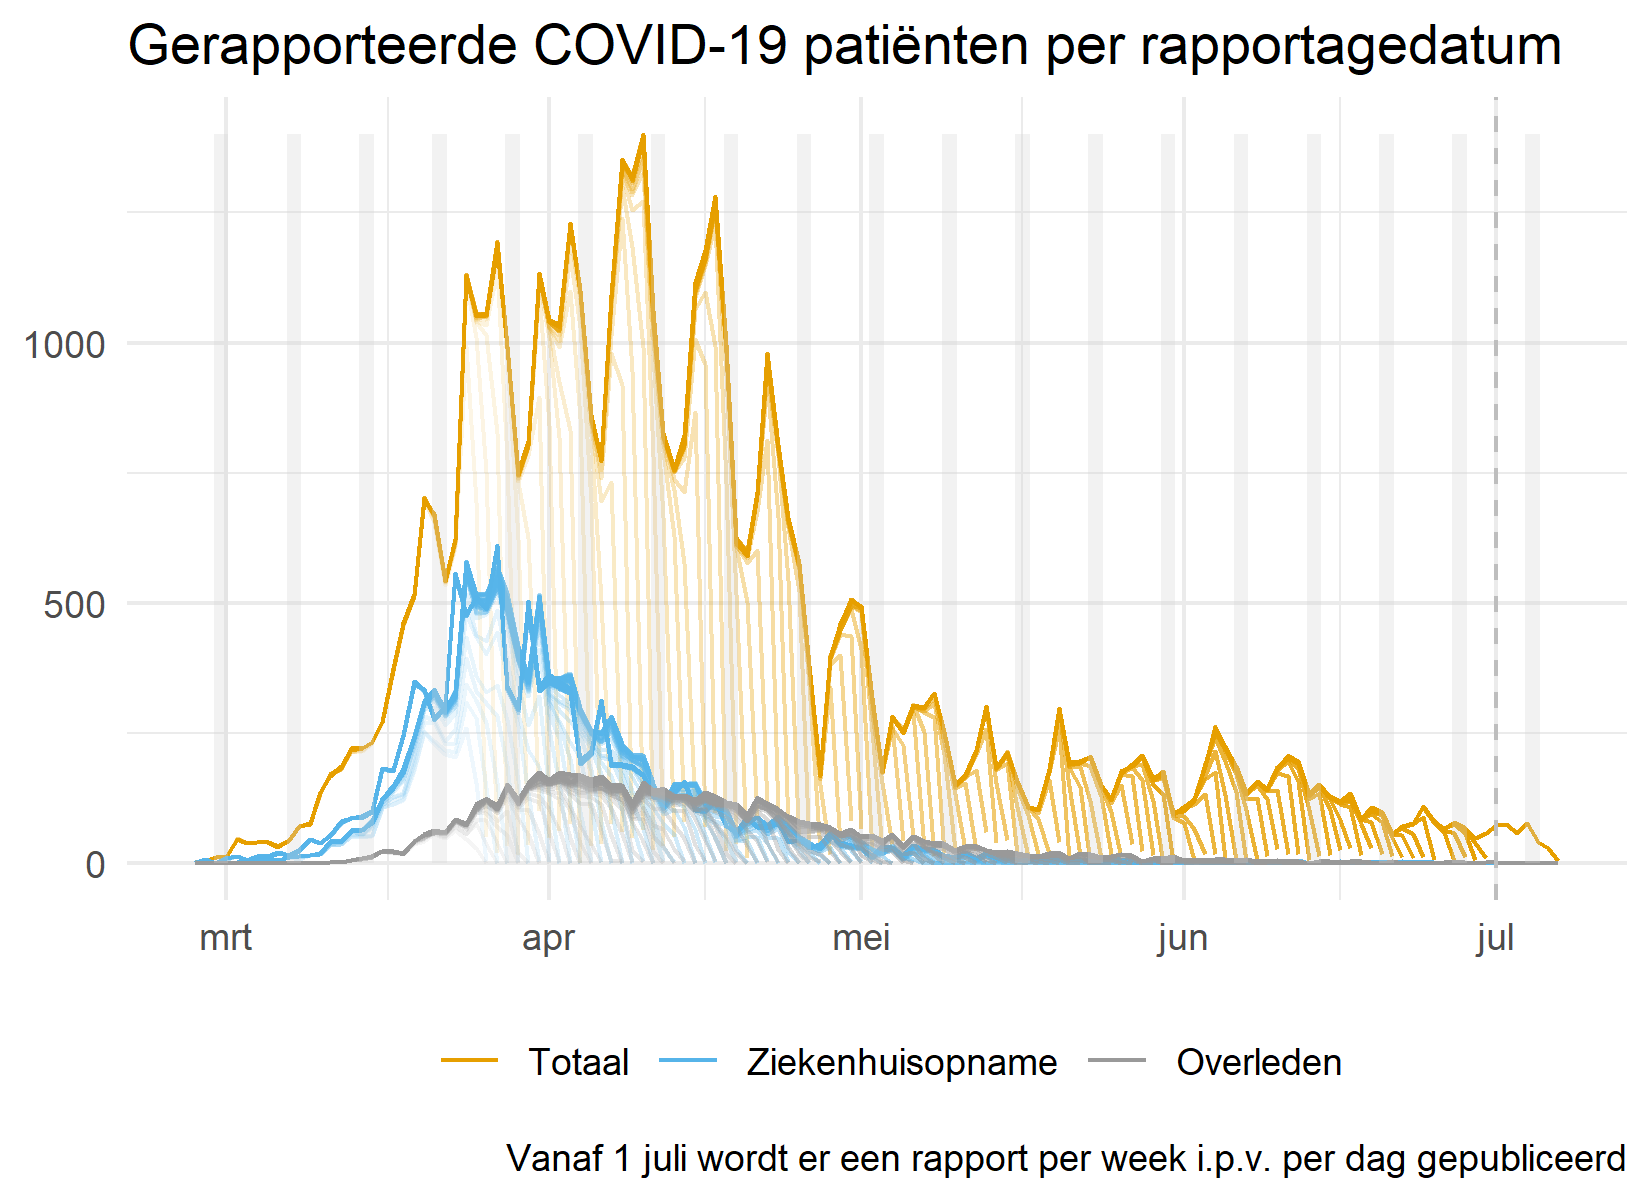 Gerapporteerde COVID-19 patiënten per rapportagedatum
1000
500
0
mrt apr mei jun jul
Totaal Ziekenhuisopname Overleden
Vanaf 1 juli wordt er een rapport per week i.p.v. per dag gepubliceerd